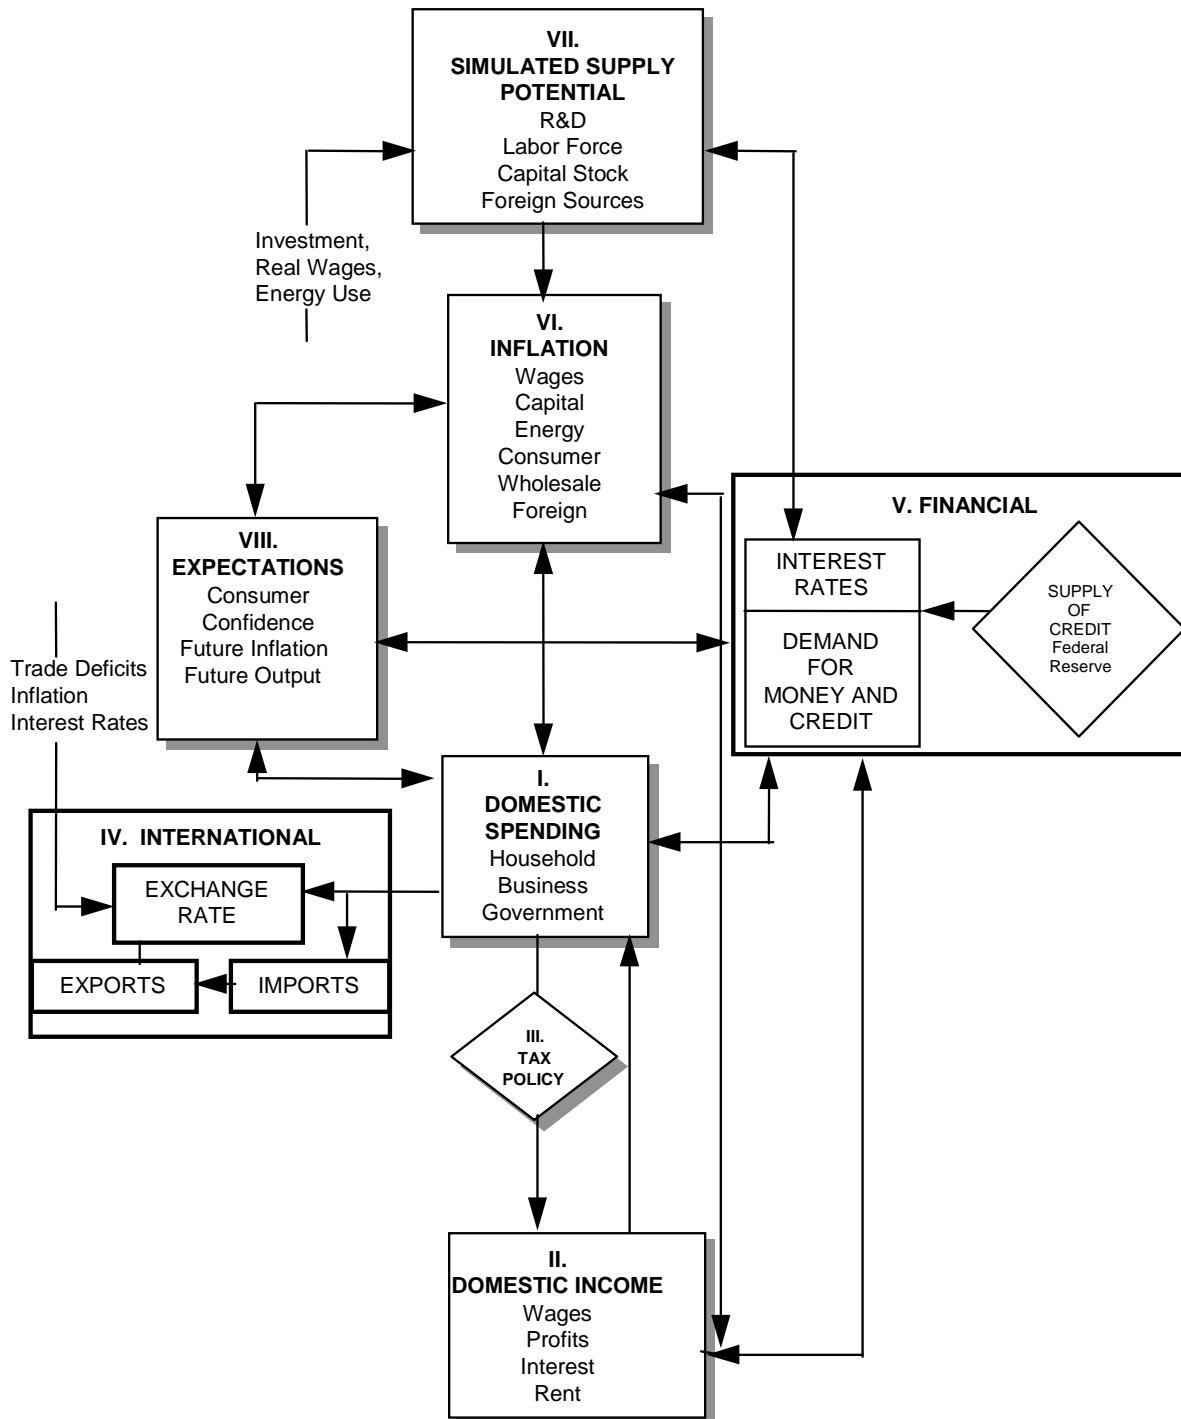 VII.
SIMULATED SUPPLY
POTENTIAL
R&D
Labor Force
Capital Stock
Foreign Sources
Investment,
Real Wages,
Energy Use
VI.
INFLATION
Wages
Capital
Energy
Consumer
Wholesale
Foreign
V. FINANCIAL
INTEREST
RATES
DEMAND
FOR
MONEY AND
CREDIT
SUPPLY
OF
CREDIT
Federal
Reserve
VIII.
EXPECTATIONS
Consumer
Confidence
Future Inflation
Future Output
Trade Deficits
Inflation
Interest Rates
I.
DOMESTIC
SPENDING
Household
Business
Government
IV. INTERNATIONAL
EXCHANGE
RATE
EXPORTS
IMPORTS
III.
TAX
POLICY
II.
DOMESTIC INCOME
Wages
Profits
Interest
Rent